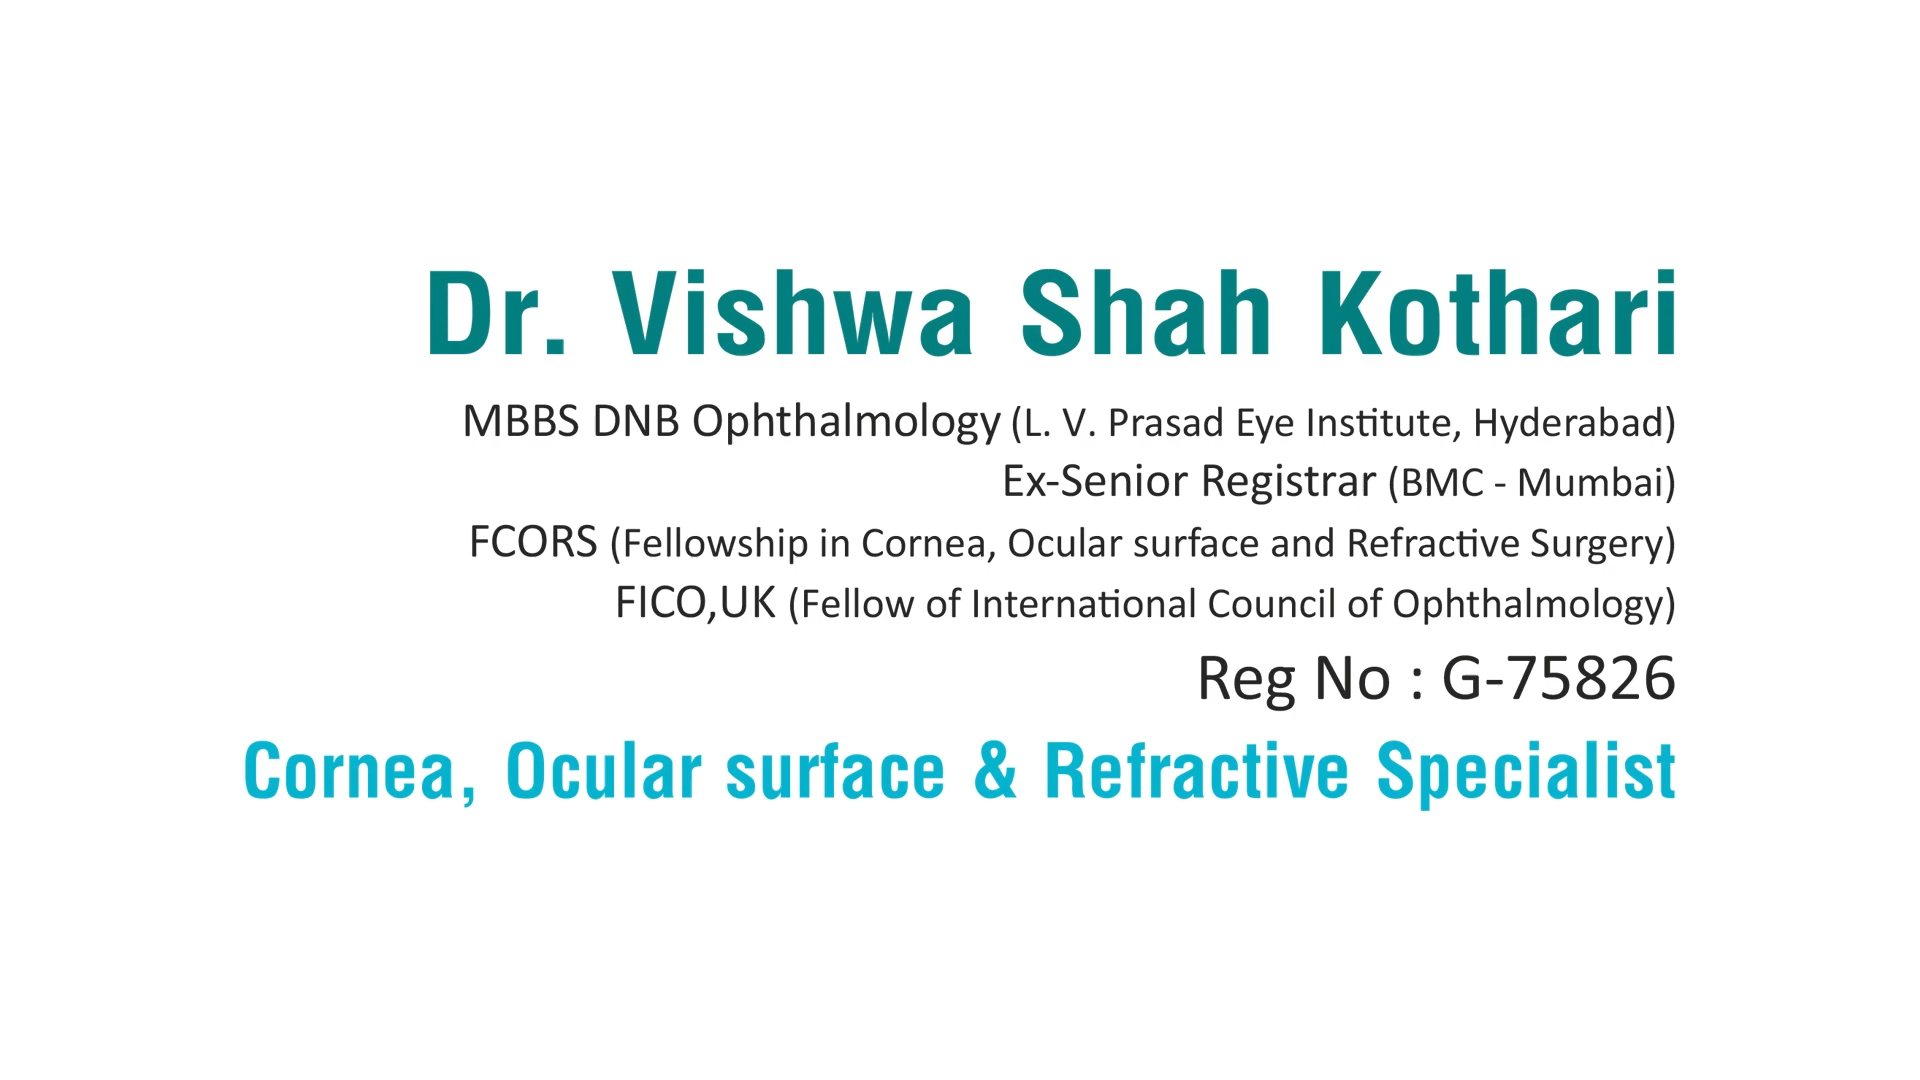 Dr. Vishwa Shah Kothari
MBBS DNB Ophthalmology (L. V. Prasad Eye Institute, Hyderabad)
Ex-Senior Registrar (BMC - Mumbai)
FCORS (Fellowship in Cornea, Ocular surface and Refractive Surgery)
FICO,UK (Fellow of International Council of Ophthalmology)
Reg No : G-75826
Cornea, Ocular surface & Refractive Specialist